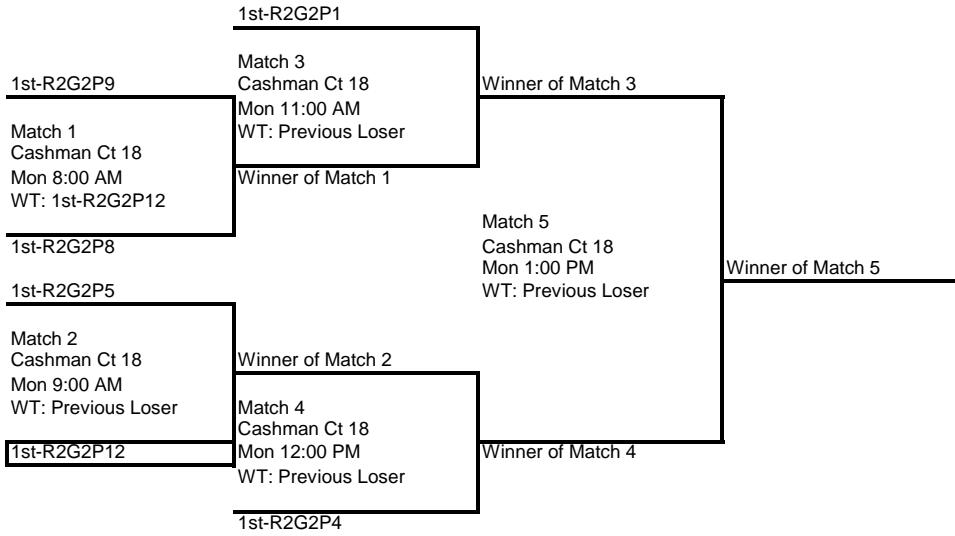 1st-R2G2P1
Match 3
Cashman Ct 18
Mon 11:00 AM
WT: Previous Loser
1st-R2G2P9
Winner of Match 3
Match 1
Cashman Ct 18
Mon 8:00 AM
WT: 1st-R2G2P12
Winner of Match 1
1st-R2G2P8
Match 5
Cashman Ct 18
Mon 1:00 PM
WT: Previous Loser
Winner of Match 5
1st-R2G2P5
Match 2
Cashman Ct 18
Mon 9:00 AM
WT: Previous Loser
Winner of Match 2
1st-R2G2P12
Match 4
Cashman Ct 18
Mon 12:00 PM
WT: Previous Loser
Winner of Match 4
1st-R2G2P4